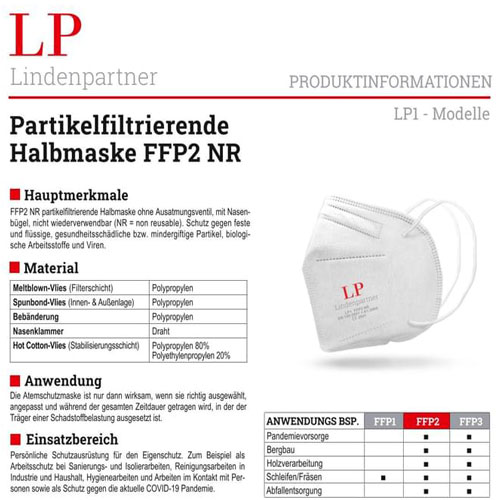 LP
Lindenpartner
PRODUKTINFORMATIONEN
LP1 - Modelle
Partikelfiltrierende
Halbmaske FFP2 NR
Hauptmerkmale
FFP2 NR partikelfiltrierende Halbmaske ohne Ausatmungsventil, mit Nasen-
bügel, nicht wiederverwendbar (NR = non reusable). Schutz gegen feste
und flüssige, gesundheitsschädliche bzw. mindergiftige Partikel, biologi-
sche Arbeitsstoffe und Viren.
Material
Meltblown-Vlies (Filterschicht) Polypropylen
Spunbond-Vlies (Innen- & Außenlage) Polypropylen
Bebänderung Polypropylen
Nasenklammer Draht
Hot Cotton-Vlies (Stabilisierungsschicht) Polypropylen 80%
Polyethylenpropylen 20%
LP
Lindenpartner
Anwendung
Die Atemschutzmaske ist nur dann wirksam, wenn sie richtig ausgewählt,
angepasst und während der gesamten Zeitdauer getragen wird, in der der
Träger einer Schadstoffbelastung ausgesetzt ist.
Einsatzbereich
Persönliche Schutzausrüstung für den Eigenschutz. Zum Beispiel als
Arbeitsschutz bei Sanierungs- und Isolierarbeiten, Reinigungsarbeiten in
Industrie und Haushalt, Hygienearbeiten und Arbeiten im Kontakt mit Per-
sonen sowie als Schutz gegen die aktuelle COVID-19 Pandemie.
ANWENDUNGS BSP. FFP1 FFP2 FFP3
Pandemievorsorge ■ ■
Bergbau ■ ■
Holzverarbeitung ■ ■
Schleifen/Fräsen ■ ■ ■
Abfallentsorgung ■ ■